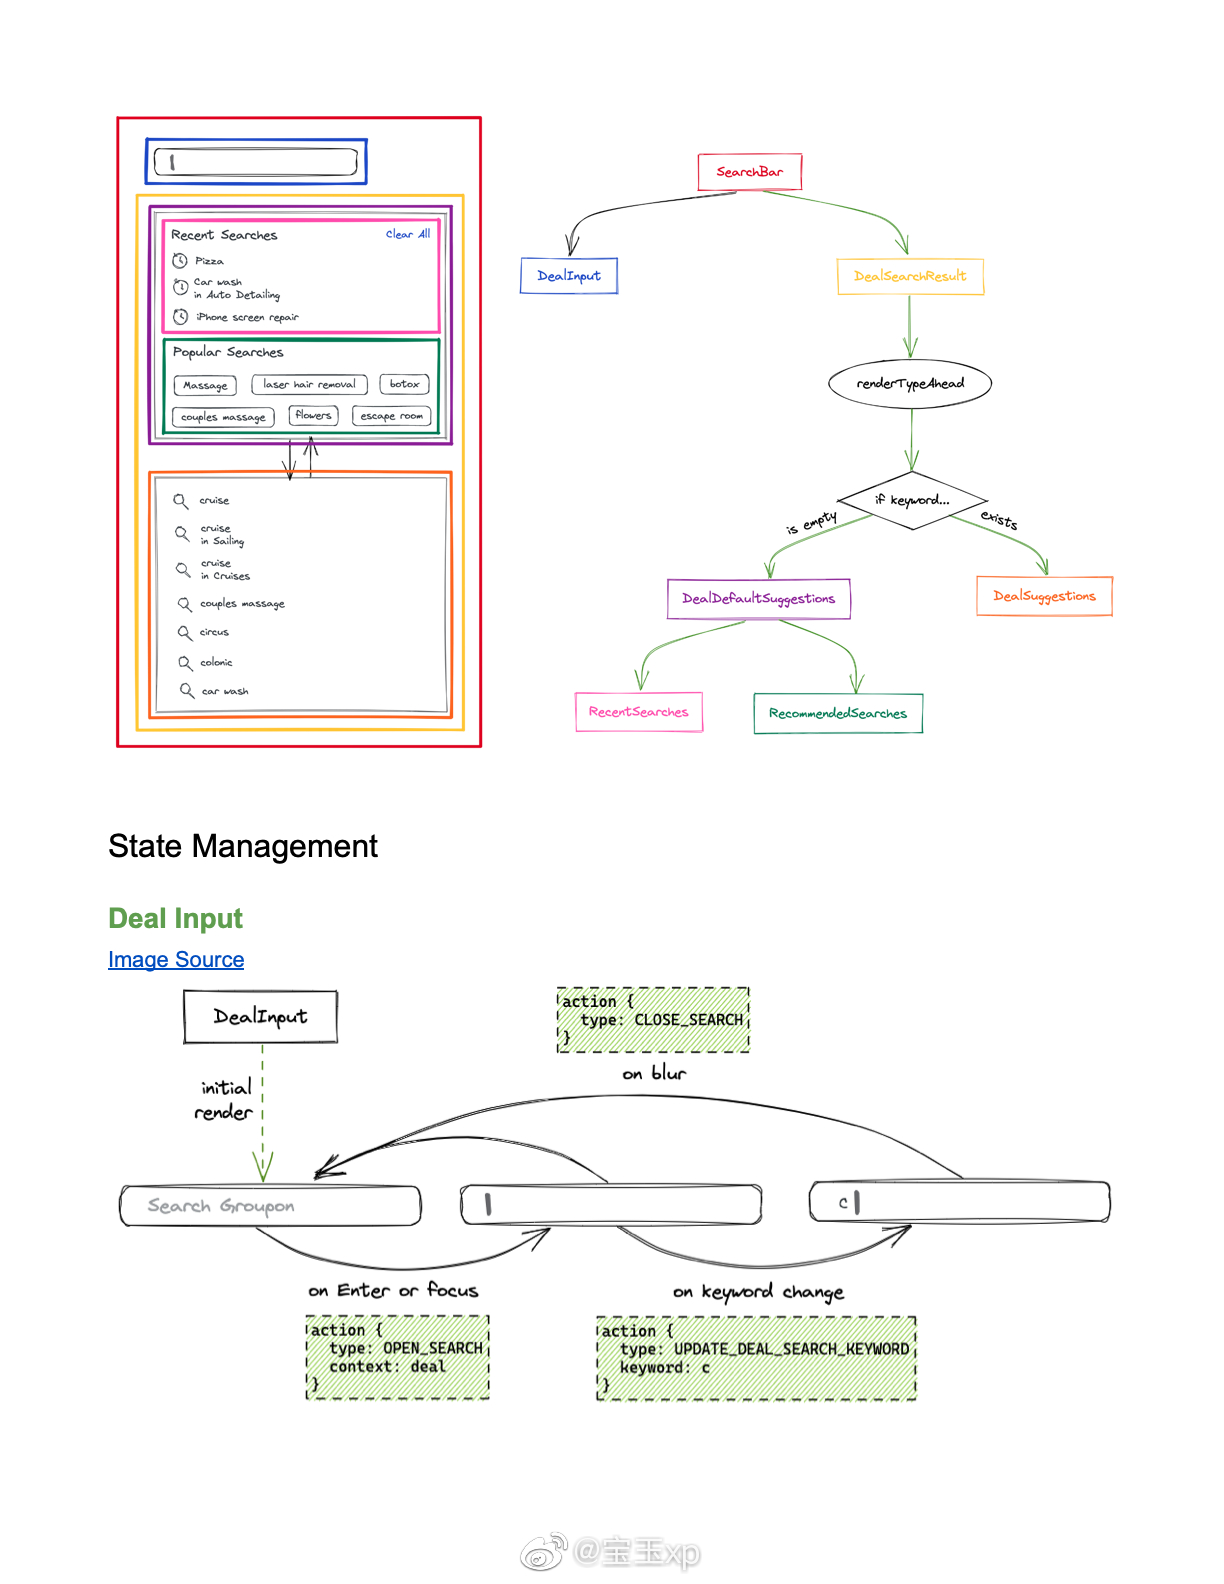 Recent Searches
Clear All
Pizza
Car wash
in Auto Detailing
iPhone screen repair
Popular Searches
Massage
laser hair removal
botox
couples massage
flowers
escape room
cruise
cruise
in Sailing
cruise
in Cruises
couples massage
circus
colonic
car wash
SearchBar
DealInput
DealSearchResult
renderTypeAhead
if keyword...
is empty
exists
DealDefaultSuggestions
DealSuggestions
RecentSearches
RecommendedSearches
State Management
Deal Input
Image Source
DealInput
initial
render
action {
type: CLOSE_SEARCH
}
on blur
Search Groupon
c
on Enter or focus
action {
type: OPEN_SEARCH
context: deal
}
on keyword change
action {
type: UPDATE_DEAL_SEARCH_KEYWORD
keyword: c
}
@宝玉xp